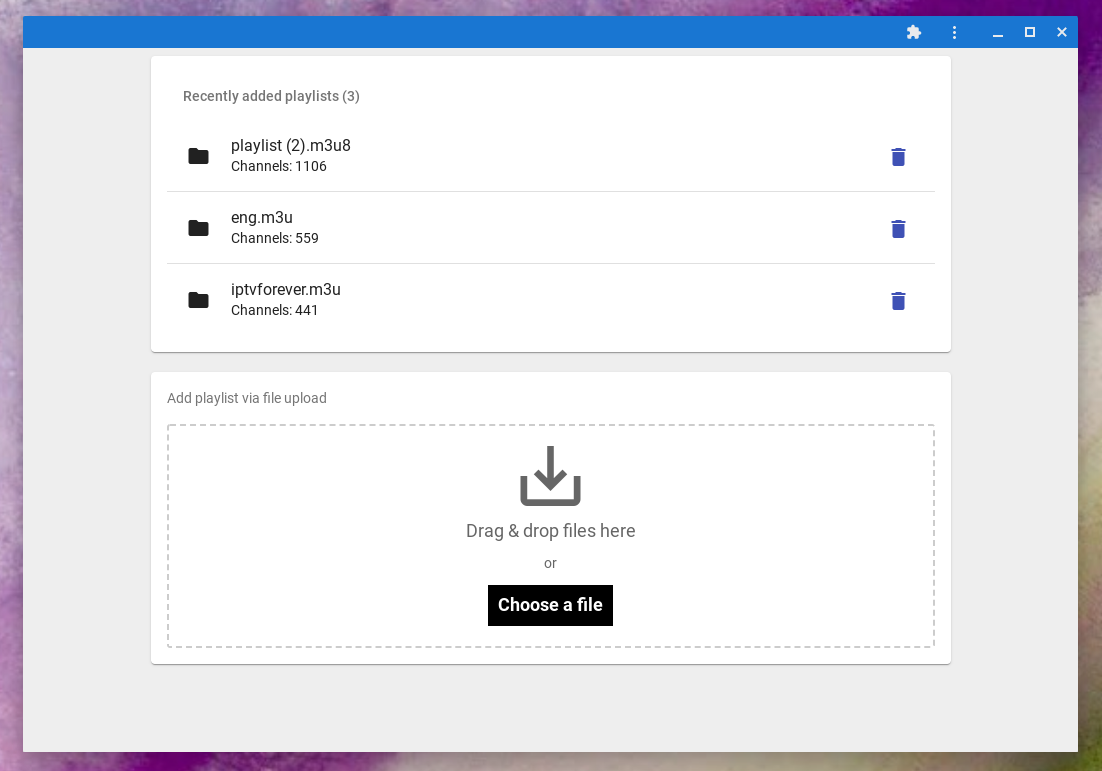 Recently added playlists (3)
playlist (2).m3u8
Channels: 1106
eng.m3u
Channels: 559
iptvforever.m3u
Channels: 441
Add playlist via file upload
Drag & drop files here
or
Choose a file